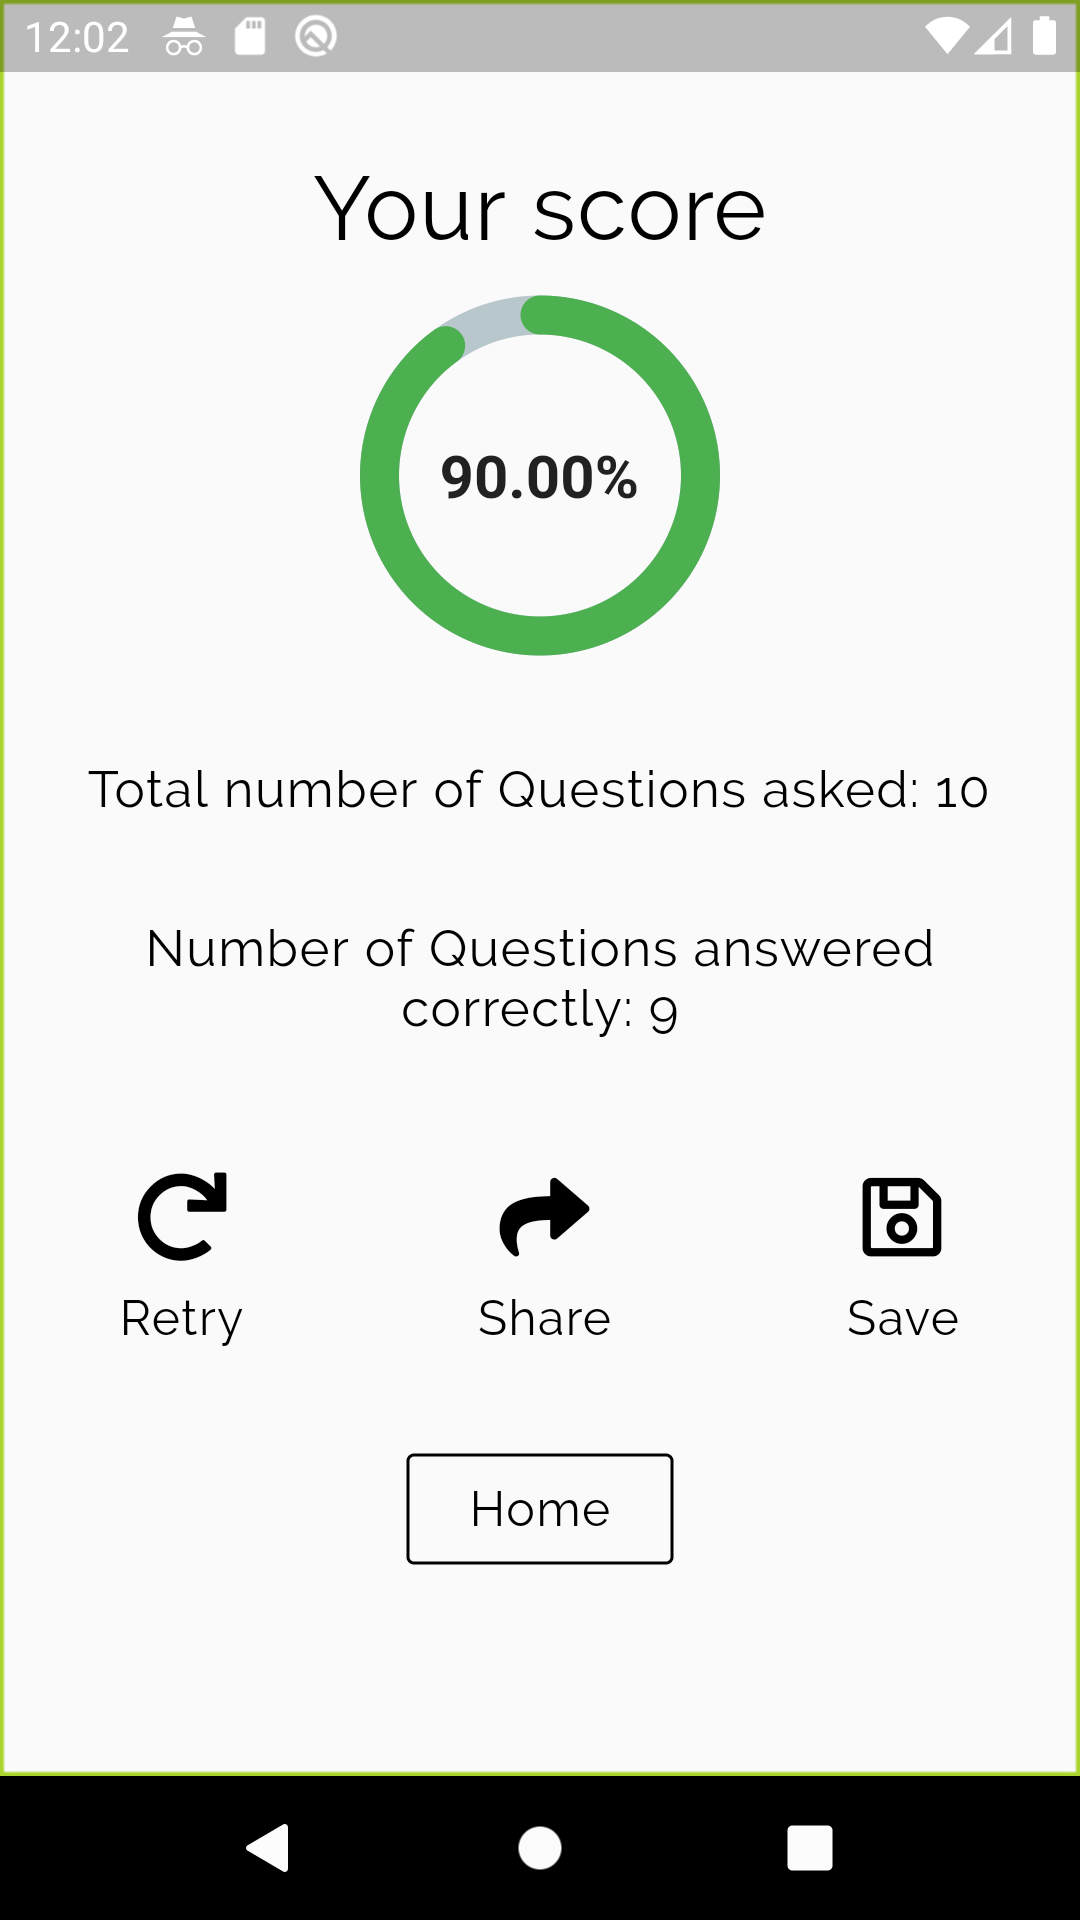 12:02
Your score
90.00%
Total number of Questions asked: 10
Number of Questions answered
correctly: 9
Retry
Share
Save
Home